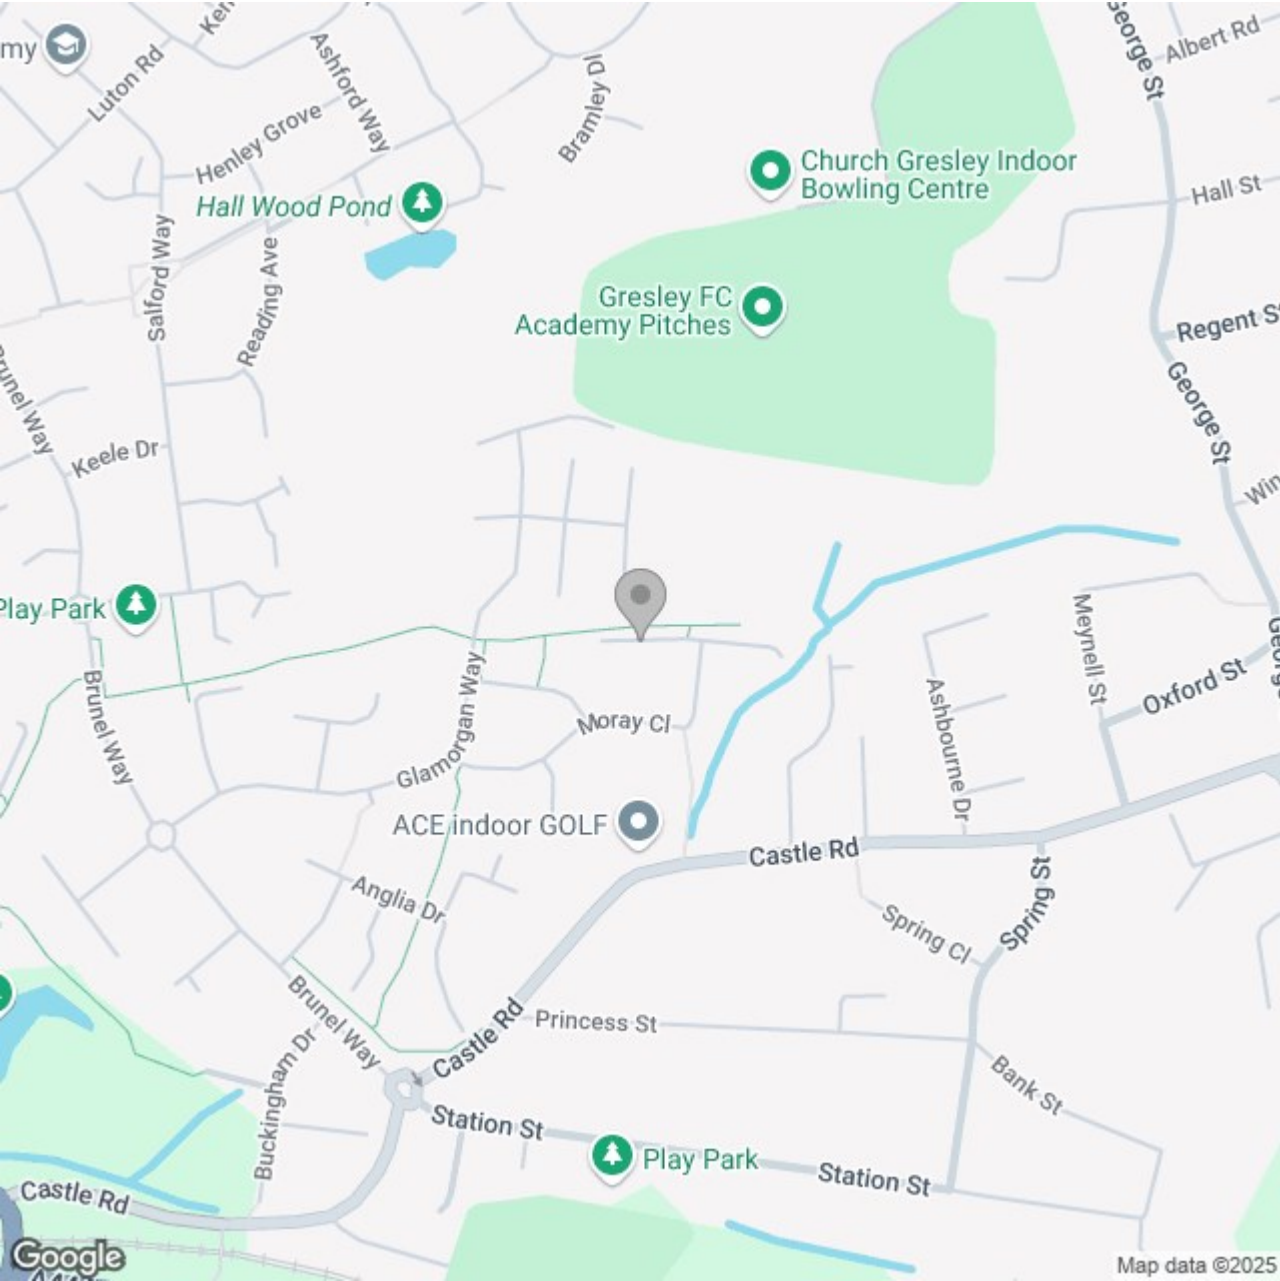 my
Luton Rd
Ken
Ashford Way
Henley Grove
Bramley Dl
George St
Albert Rd
Church Gresley Indoor
Bowling Centre
Hall St
Hall Wood Pond
Salford Way
Reading Ave
Gresley FC
Academy Pitches
Regent St
George St
Brunel Way
Keele Dr
Win
Play Park
Meynell St
Oxford St
Brunel Way
Glamorgan Way
Moray Cl
Ashbourne Dr
ACE indoor GOLF
Castle Rd
Anglia Dr
Spring Cl
Spring St
Brunel Way
Castle Rd
Princess St
Buckingham Dr
Bank St
Station St
Play Park
Station St
Castle Rd
Google
Map data ©2025